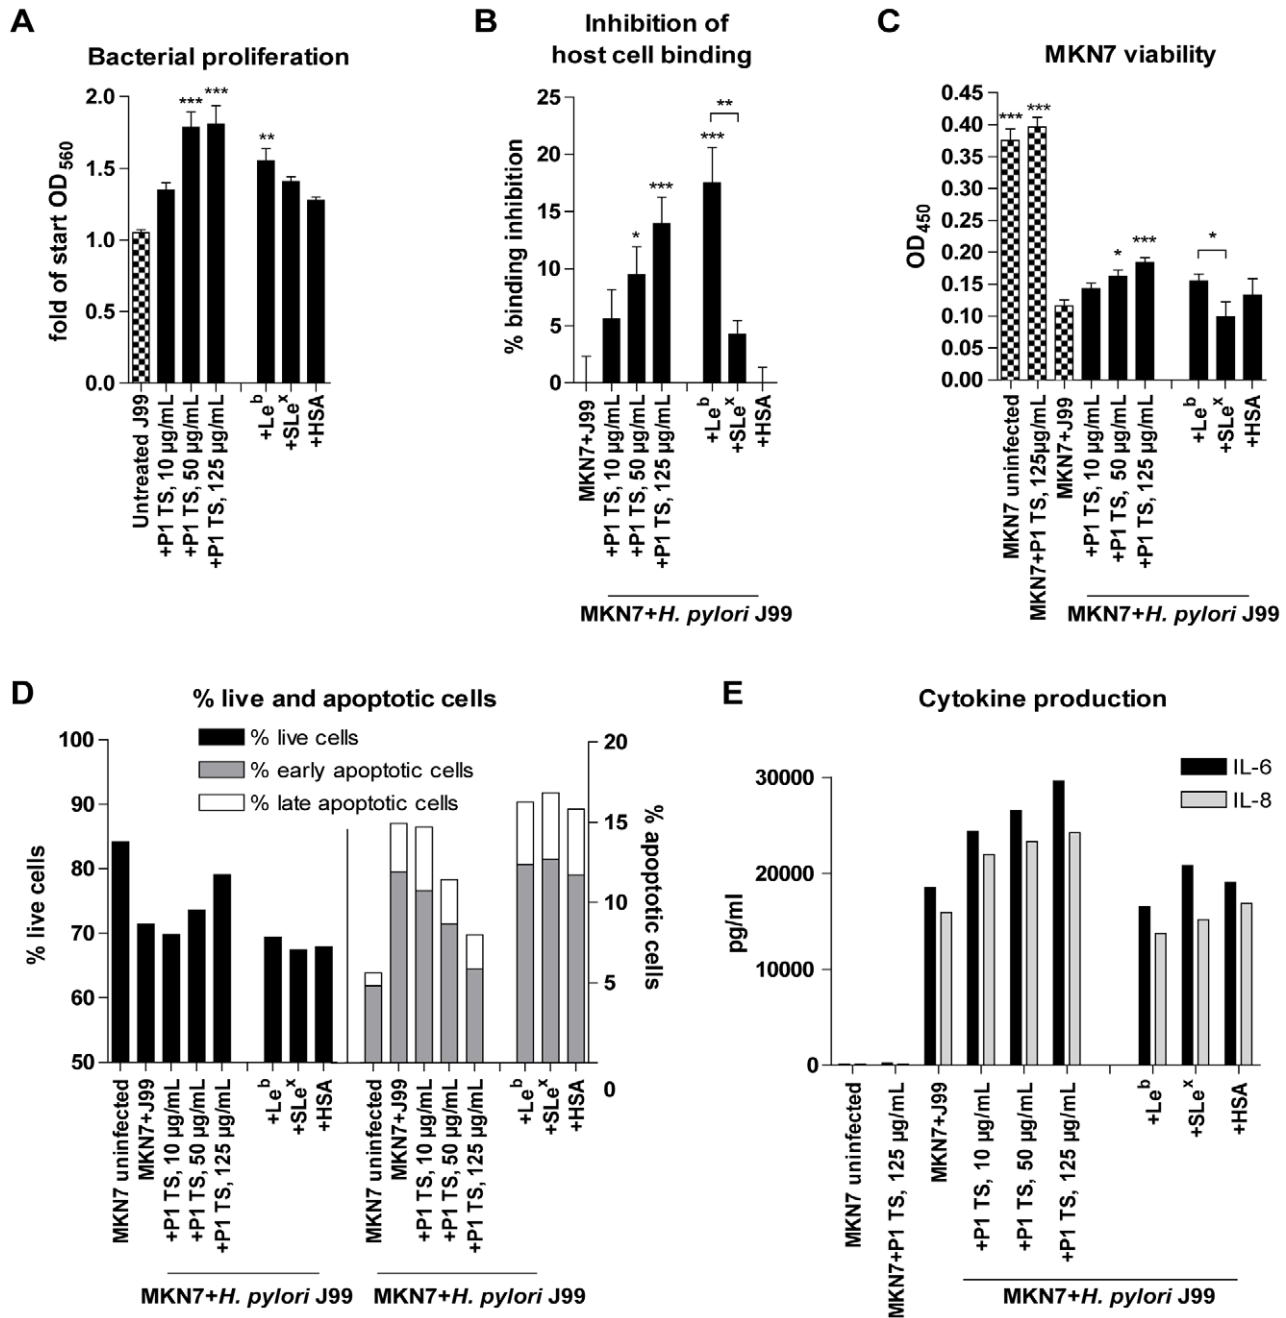 A
Bacterial proliferation
fold of start OD560
2.0
1.5
1.0
0.5
0.0
***
***
**
Untreated J99
+P1 TS, 10 µg/mL
+P1 TS, 50 µg/mL
+P1 TS, 125 µg/mL
+Leb
+SLex
+HSA
B
Inhibition of
host cell binding
% binding inhibition
25
20
15
10
5
0
*
***
***
**
MKN7+J99
+P1 TS, 10 µg/mL
+P1 TS, 50 µg/mL
+P1 TS, 125 µg/mL
+Leb
+SLex
+HSA
MKN7+H. pylori J99
C
MKN7 viability
OD450
0.45
0.40
0.35
0.30
0.25
0.20
0.15
0.10
0.05
0.00
***
***
*
***
*
MKN7 uninfected
MKN7+P1 TS, 125µg/mL
MKN7+J99
+P1 TS, 10 µg/mL
+P1 TS, 50 µg/mL
+P1 TS, 125 µg/mL
+Leb
+SLex
+HSA
MKN7+H. pylori J99
D
% live and apoptotic cells
% live cells
% early apoptotic cells
% late apoptotic cells
% live cells
100
90
80
70
60
50
20
15
10
5
0
% apoptotic cells
MKN7 uninfected
MKN7+J99
+P1 TS, 10 µg/mL
+P1 TS, 50 µg/mL
+P1 TS, 125 µg/mL
+Leb
+SLex
+HSA
MKN7 uninfected
MKN7+J99
+P1 TS, 10 µg/mL
+P1 TS, 50 µg/mL
+P1 TS, 125 µg/mL
+Leb
+SLex
+HSA
MKN7+H. pylori J99
MKN7+H. pylori J99
E
Cytokine production
IL-6
IL-8
pg/ml
30000
20000
10000
0
MKN7 uninfected
MKN7+P1 TS, 125 µg/mL
MKN7+J99
+P1 TS, 10 µg/mL
+P1 TS, 50 µg/mL
+P1 TS, 125 µg/mL
+Leb
+SLex
+HSA
MKN7+H. pylori J99